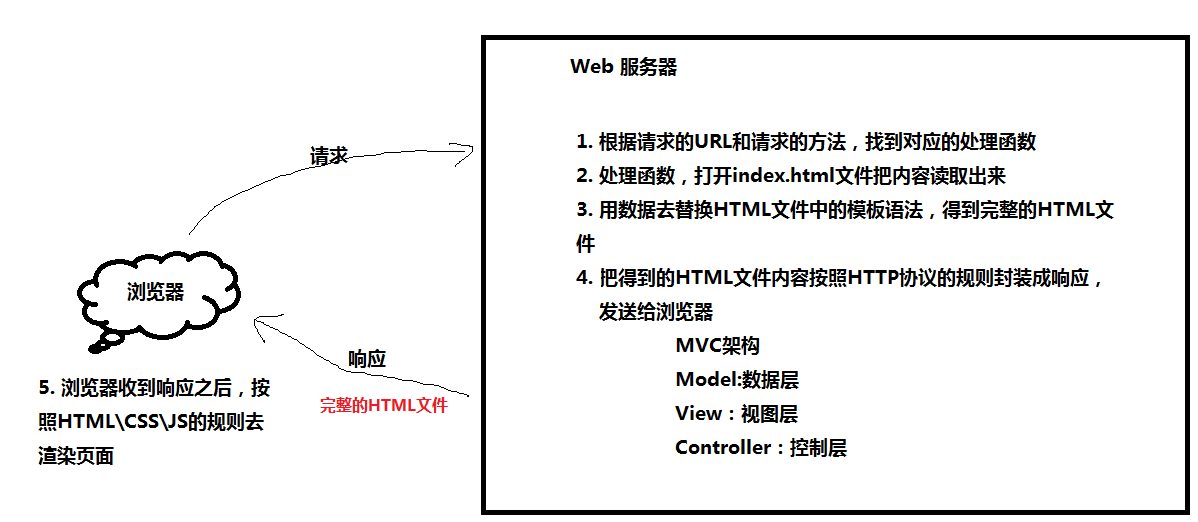 Web 服务器
1. 根据请求的URL和请求的方法，找到对应的处理函数
2. 处理函数，打开index.html文件把内容读取出来
3. 用数据去替换HTML文件中的模板语法，得到完整的HTML文
件
4. 把得到的HTML文件内容按照HTTP协议的规则封装成响应，
发送给浏览器
MVC架构
Model:数据层
View：视图层
Controller：控制层
请求
浏览器
响应
完整的HTML文件
5. 浏览器收到响应之后，按
照HTML\CSS\JS的规则去
渲染页面